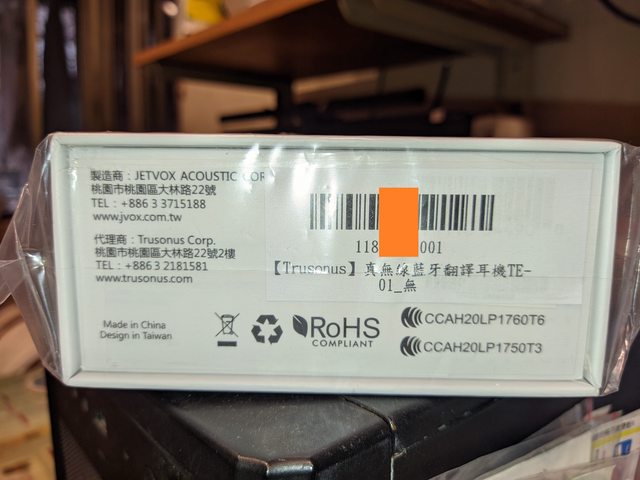 製造商：JETVOX ACOUSTIC COR
桃園市桃園區大林路22號
TEL：+886 3 3715188
www.jvox.com.tw
代理商：Trusonus Corp.
桃園市桃園區大林路22號2樓
TEL：+886 3 2181581
www.trusonus.com
118 001
【Trusonus】真無線藍牙翻譯耳機TE-
01_無
Made in China
Design in Taiwan
RoHS
COMPLIANT
CCAH20LP1760T6
CCAH20LP1750T3